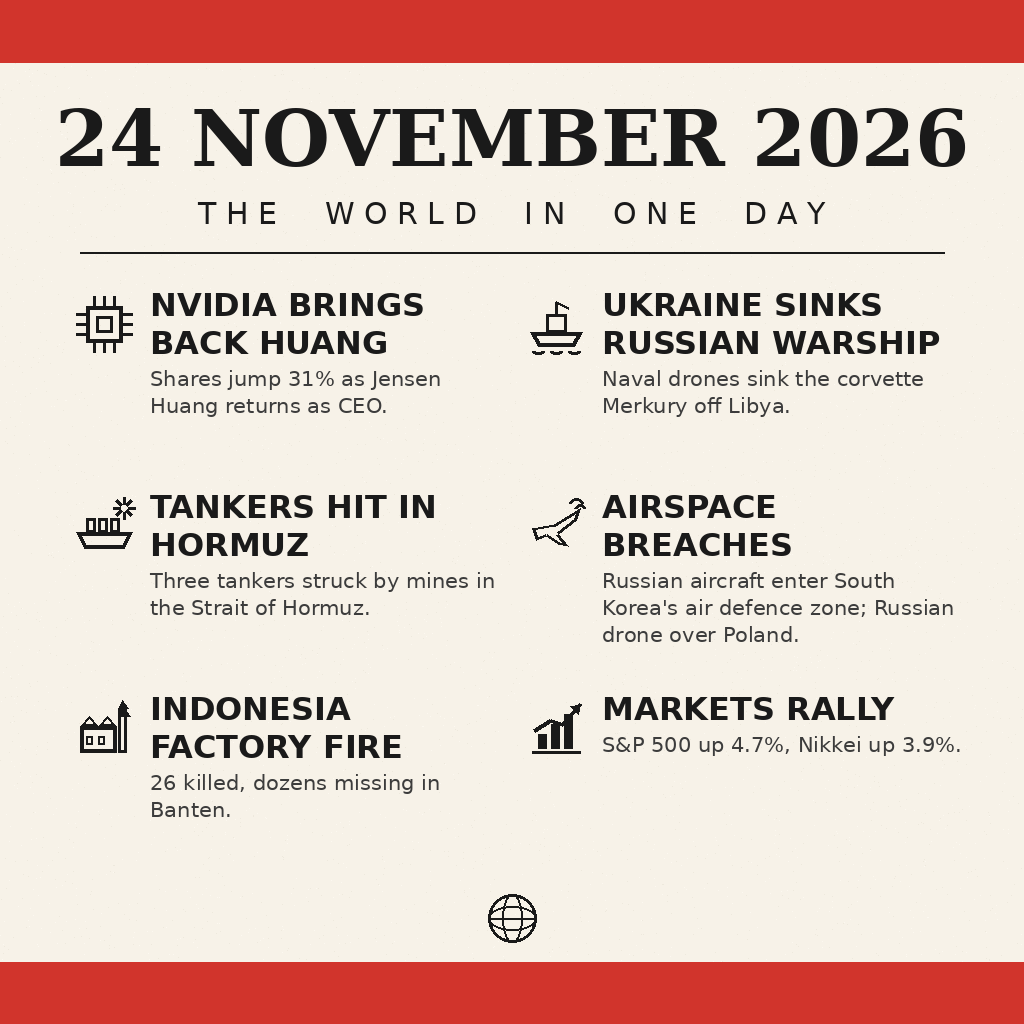 24 NOVEMBER 2026
THE WORLD IN ONE DAY
NVIDIA BRINGS
BACK HUANG
Shares jump 31% as Jensen
Huang returns as CEO.
UKRAINE SINKS
RUSSIAN WARSHIP
Naval drones sink the corvette
Merkury off Libya.
TANKERS HIT IN
HORMUZ
Three tankers struck by mines in
the Strait of Hormuz.
AIRSPACE
BREACHES
Russian aircraft enter South
Korea's air defence zone; Russian
drone over Poland.
INDONESIA
FACTORY FIRE
26 killed, dozens missing in
Banten.
MARKETS RALLY
S&P 500 up 4.7%, Nikkei up 3.9%.